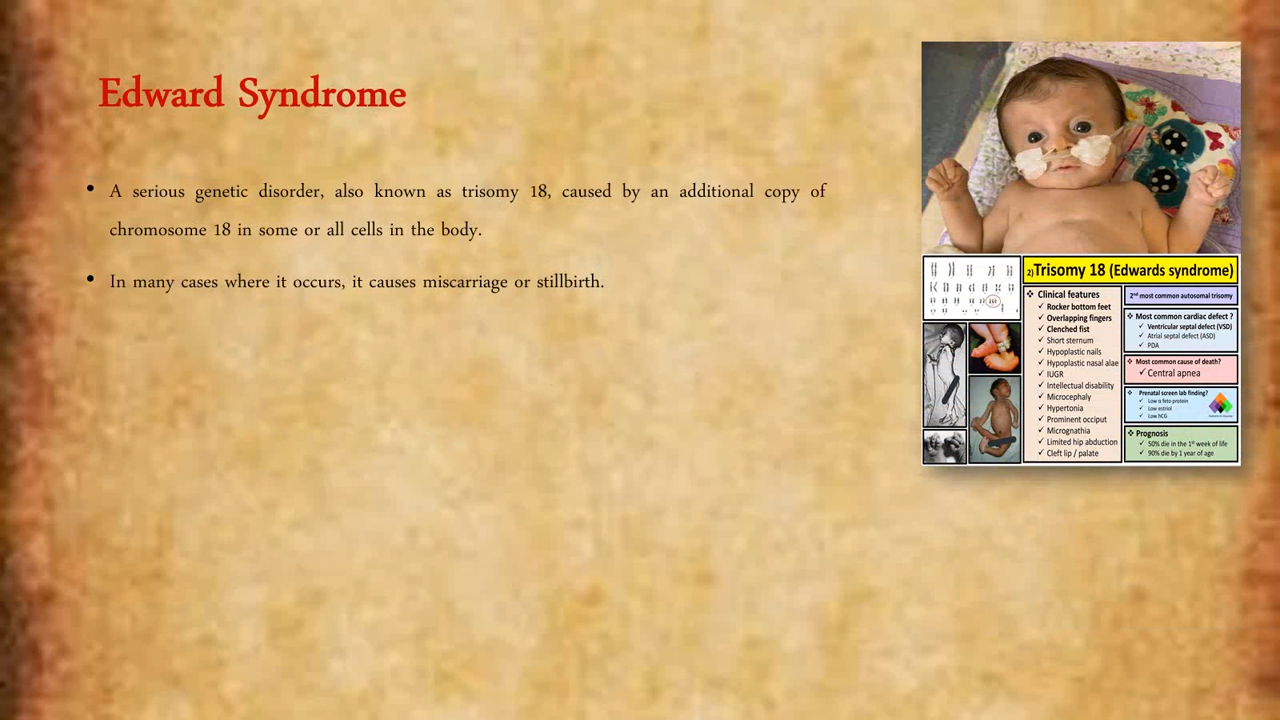 Edward Syndrome
• A serious genetic disorder, also known as trisomy 18, caused by an additional copy of
chromosome 18 in some or all cells in the body.
• In many cases where it occurs, it causes miscarriage or stillbirth.
2)Trisomy 18 (Edwards syndrome)
❖ Clinical features
✓ Rocker bottom feet
✓ Overlapping fingers
✓ Clenched fist
✓ Short sternum
✓ Hypoplastic nails
✓ Hypoplastic nasal alae
✓ IUGR
✓ Intellectual disability
✓ Microcephaly
✓ Hypertonia
✓ Prominent occiput
✓ Micrognathia
✓ Limited hip abduction
✓ Cleft lip / palate
2nd most common autosomal trisomy
❖ Most common cardiac defect ?
✓ Ventricular septal defect (VSD)
✓ Atrial septal defect (ASD)
✓ PDA
❖ Most common cause of death?
✓ Central apnea
❖ Prenatal screen lab finding?
✓ Low α feto protein
✓ Low estriol
✓ Low hCG
❖ Prognosis
✓ 50% die in the 1st week of life
✓ 90% die by 1 year of age